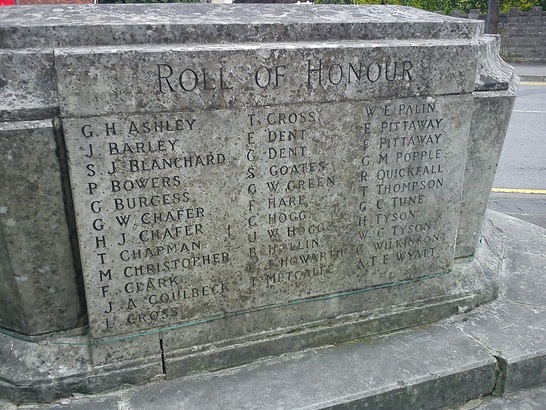 ROLL OF HONOUR
G. H. ASHLEY
J. BARLEY
S. J. BLANCHARD
P. BOWERS
G. BURGESS
G. W. CHAFER
H. J. CHAFER
T. CHAPMAN
M. CHRISTOPHER
F. CLARK
J. A. COULBECK
L. CROSS
T. CROSS
E. DENT
G. DENT
S. GOATES
G. W. GREEN
F. HARE
C. HOGG
J. W. HOGG
HOLLIN
HOWARTH
T. METCALFE
W. E. PALIN
E. PITTAWAY
F. PITTAWAY
G. M. POPPLE
R. QUICKFALL
T. THOMPSON
G. C. TUNE
H. TYSON
W. C. TYSON
G. WILKINSON
A. T. E. WYATT